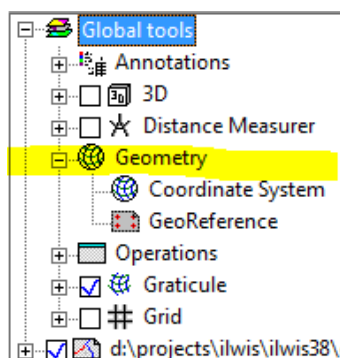 Global tools
Annotations
3D
Distance Measurer
Geometry
Coordinate System
GeoReference
Operations
Graticule
Grid
d:\projects\ilwis\ilwis38\